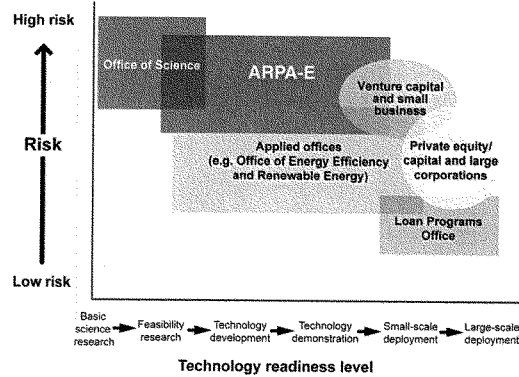 High risk
Risk
Low risk
Office of Science
ARPA-E
Venture capital
and small
business
Applied offices
(e.g. Office of Energy Efficiency
and Renewable Energy)
Private equity/
capital and large
corporations
Loan Programs
Office
Basic
science
research
Feasibility
research
Technology
development
Technology
demonstration
Small-scale
deployment
Large-scale
deployment
Technology readiness level